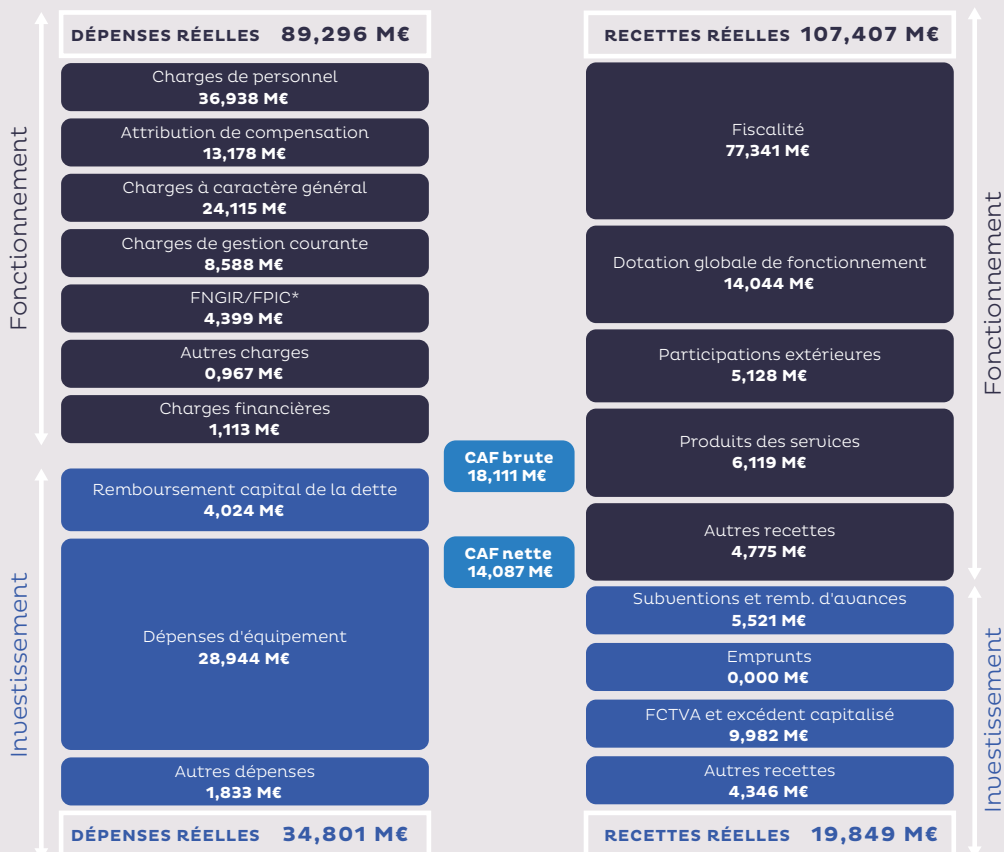 Fonctionnement
DÉPENSES RÉELLES 89,296 M€
Charges de personnel
36,938 M€
Attribution de compensation
13,178 M€
Charges à caractère général
24,115 M€
Charges de gestion courante
8,588 M€
FNGIR/FPIC*
4,399 M€
Autres charges
0,967 M€
Charges financières
1,113 M€
Investissement
Remboursement capital de la dette
4,024 M€
Dépenses d'équipement
28,944 M€
Autres dépenses
1,833 M€
DÉPENSES RÉELLES 34,801 M€
CAF brute
18,111 M€
CAF nette
14,087 M€
RECETTES RÉELLES 107,407 M€
Fiscalité
77,341 M€
Dotation globale de fonctionnement
14,044 M€
Participations extérieures
5,128 M€
Produits des services
6,119 M€
Autres recettes
4,775 M€
Fonctionnement
Subventions et remb. d'avances
5,521 M€
Emprunts
0,000 M€
FCTVA et excédent capitalisé
9,982 M€
Autres recettes
4,346 M€
RECETTES RÉELLES 19,849 M€
Investissement